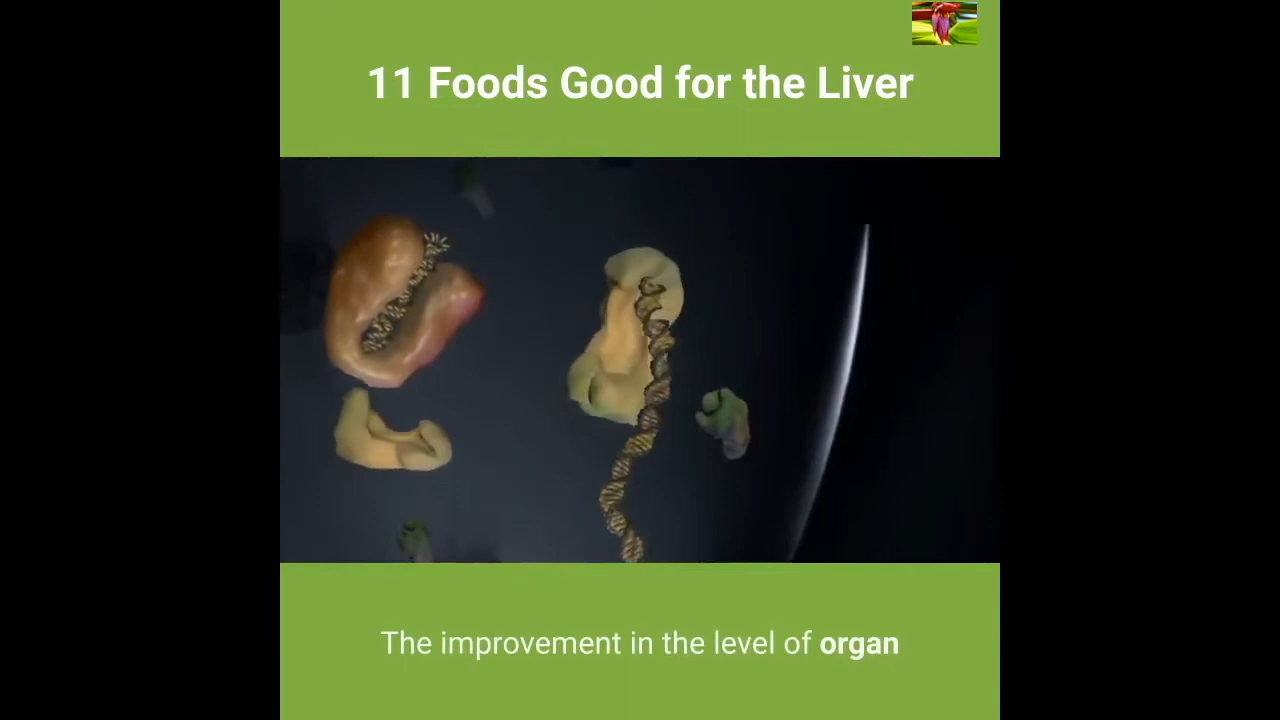 11 Foods Good for the Liver
The improvement in the level of organ